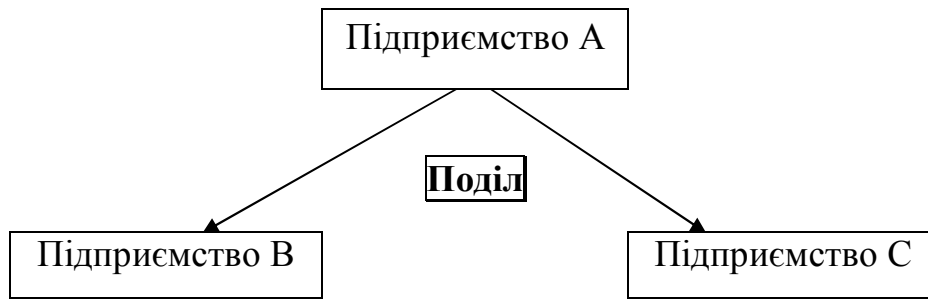 Підприємство А
Поділ
Підприємство В
Підприємство С